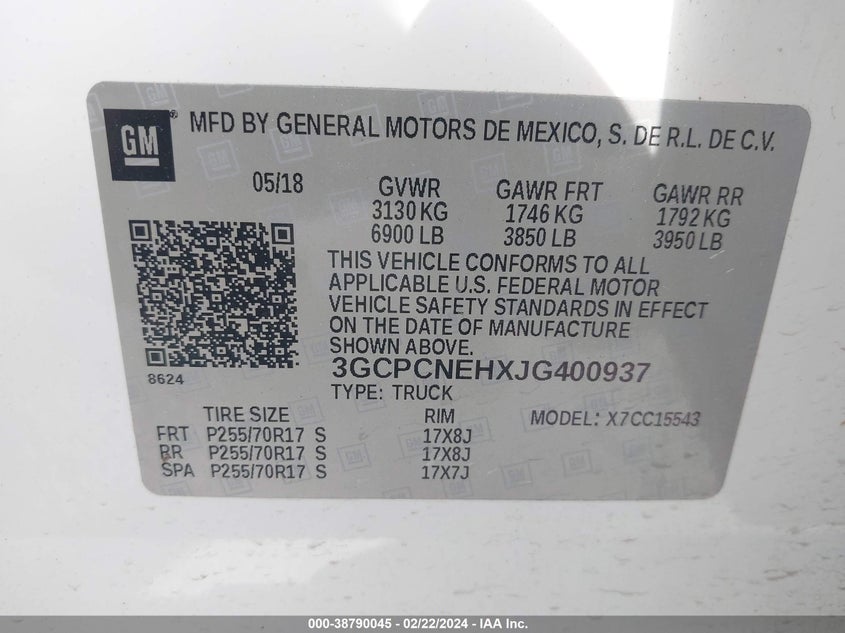 GM® MFD BY GENERAL MOTORS DE MEXICO, S. DE R.L. DE C.V.
05/18 GVWR GAWR FRT GAWR RR
3130 KG 1746 KG 1792 KG
6900 LB 3850 LB 3950 LB
THIS VEHICLE CONFORMS TO ALL
APPLICABLE U.S. FEDERAL MOTOR
VEHICLE SAFETY STANDARDS IN EFFECT
ON THE DATE OF MANUFACTURE
SHOWN ABOVE.
3GCPCNEHXJG400937
8624
TYPE: TRUCK
TIRE SIZE RIM MODEL: X7CC15543
FRT P255/70R17 S 17X8J
RR P255/70R17 S 17X8J
SPA P255/70R17 S 17X7J
000-38790045 - 02/22/2024 - IAA Inc.